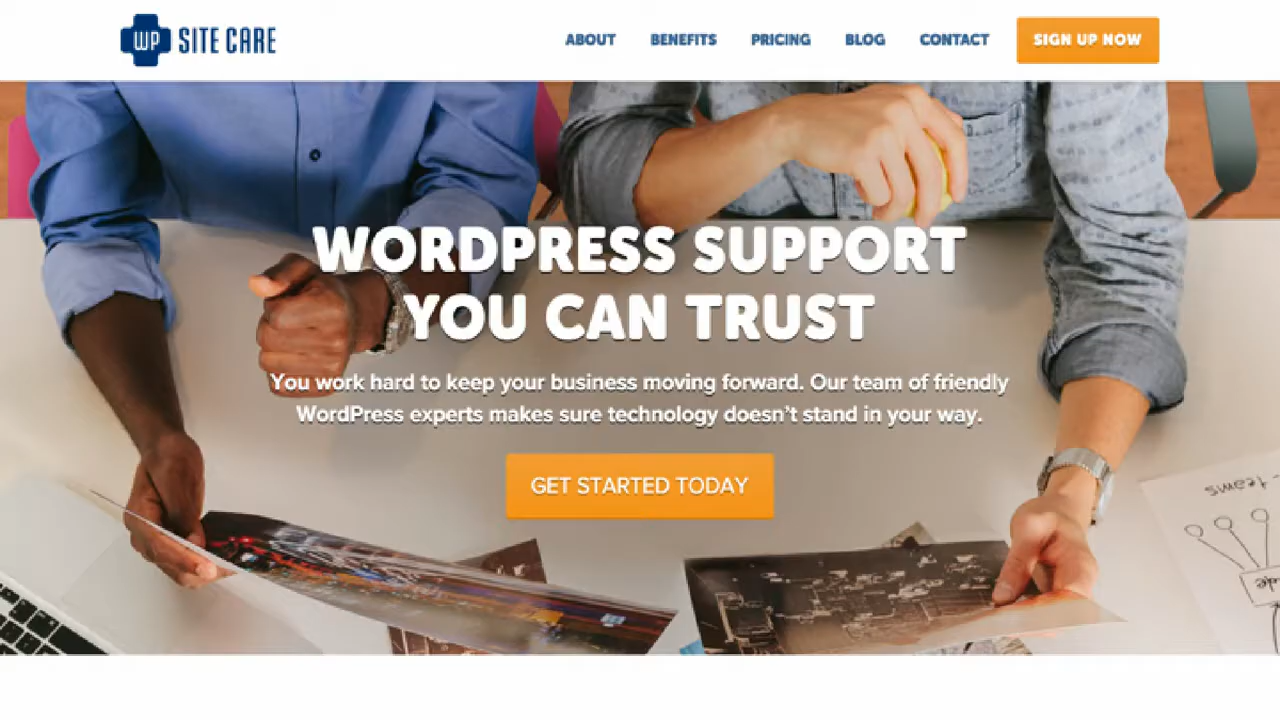 WP SITE CARE
ABOUT BENEFITS PRICING BLOG CONTACT SIGN UP NOW
WORDPRESS SUPPORT
YOU CAN TRUST
You work hard to keep your business moving forward. Our team of friendly
WordPress experts makes sure technology doesn't stand in your way.
GET STARTED TODAY
- teams